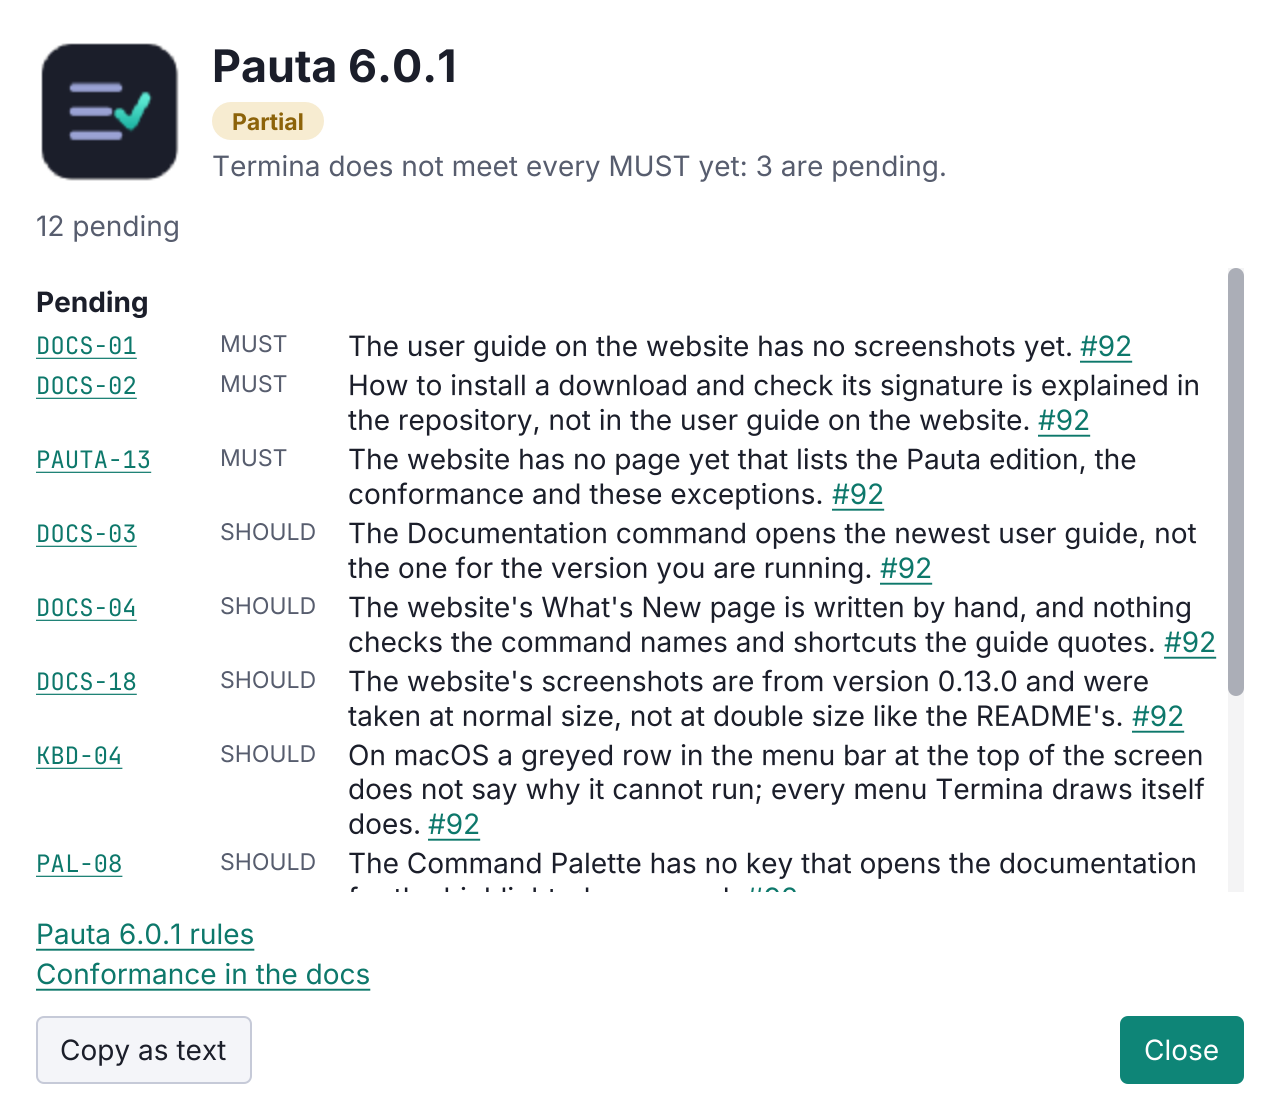 Pauta 6.0.1
Partial
Termina does not meet every MUST yet: 3 are pending.
12 pending
Pending
DOCS-01 MUST The user guide on the website has no screenshots yet. #92
DOCS-02 MUST How to install a download and check its signature is explained in
the repository, not in the user guide on the website. #92
PAUTA-13 MUST The website has no page yet that lists the Pauta edition, the
conformance and these exceptions. #92
DOCS-03 SHOULD The Documentation command opens the newest user guide, not
the one for the version you are running. #92
DOCS-04 SHOULD The website's What's New page is written by hand, and nothing
checks the command names and shortcuts the guide quotes. #92
DOCS-18 SHOULD The website's screenshots are from version 0.13.0 and were
taken at normal size, not at double size like the README's. #92
KBD-04 SHOULD On macOS a greyed row in the menu bar at the top of the screen
does not say why it cannot run; every menu Termina draws itself
does. #92
PAL-08 SHOULD The Command Palette has no key that opens the documentation
Pauta 6.0.1 rules
Conformance in the docs
Copy as text
Close